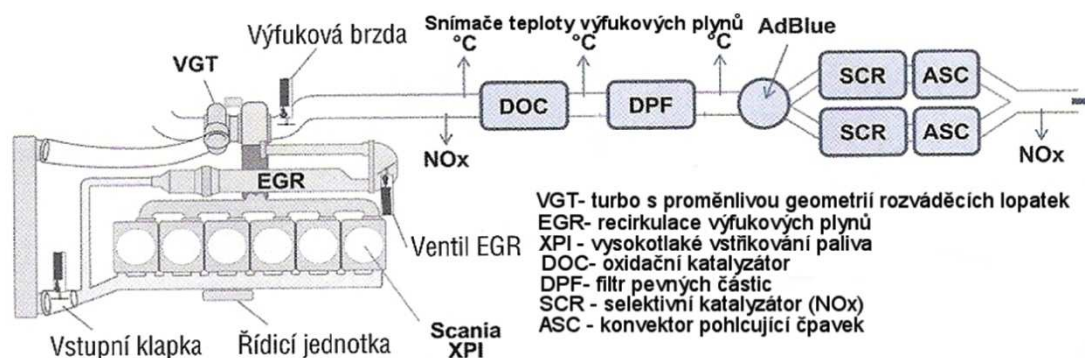 Výfuková brzda
VGT
Snímače teploty výfukových plynů
°C °C °C
AdBlue
DOC
DPF
SCR
ASC
SCR
ASC
NOx
NOx
EGR
Ventil EGR
VGT- turbo s proměnlivou geometrií rozváděcích lopatek
EGR- recirkulace výfukových plynů
XPI - vysokotlaké vstřikování paliva
DOC- oxidační katalyzátor
DPF- filtr pevných částic
SCR - selektivní katalyzátor (NOx)
ASC - konvektor pohlcující čpavek
Vstupní klapka
Řídicí jednotka
Scania
XPI